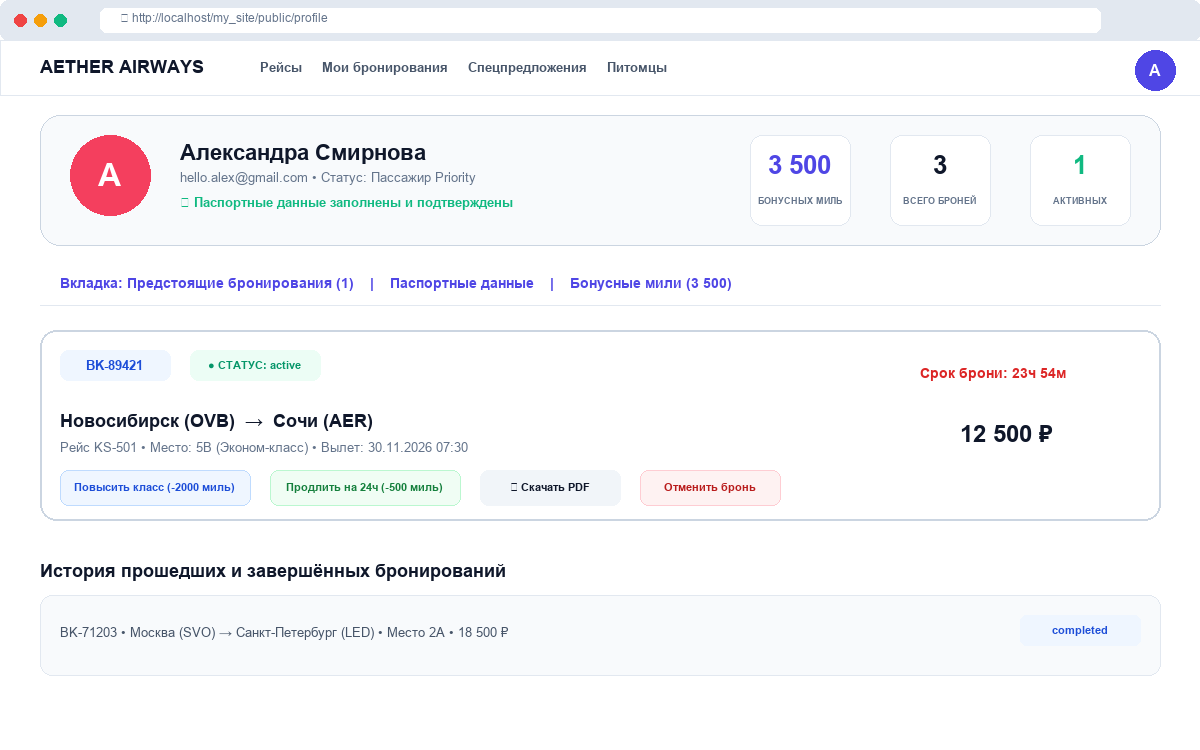 http://localhost/my_site/public/profile
AETHER AIRWAYS Рейсы Мои бронирования Спецпредложения Питомцы A
A
Александра Смирнова
hello.alex@gmail.com • Статус: Пассажир Priority
Паспортные данные заполнены и подтверждены
3 500
БОНУСНЫХ МИЛЬ
3
ВСЕГО БРОНЕЙ
1
АКТИВНЫХ
Вкладка: Предстоящие бронирования (1) | Паспортные данные | Бонусные мили (3 500)
BK-89421 ● СТАТУС: active Срок брони: 23ч 54м
Новосибирск (OVB) → Сочи (AER)
12 500 ₽
Рейс KS-501 • Место: 5B (Эконом-класс) • Вылет: 30.11.2026 07:30
Повысить класс (-2000 миль) Продлить на 24ч (-500 миль) Скачать PDF Отменить бронь
История прошедших и завершённых бронирований
BK-71203 • Москва (SVO) → Санкт-Петербург (LED) • Место 2A • 18 500 ₽ completed